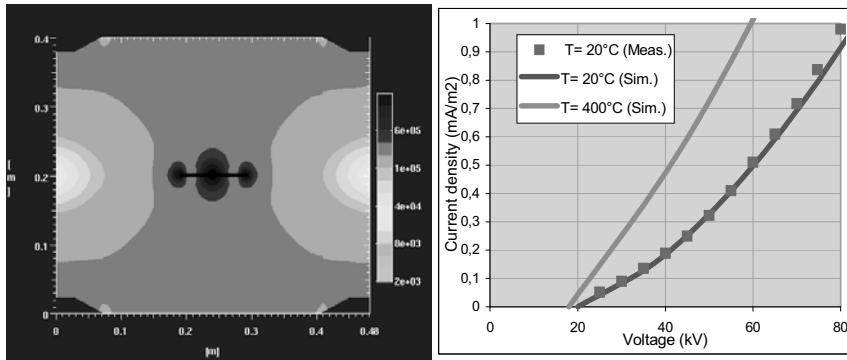 0.4
0.3
0.2
0.1
0
[
m
]
0
0.1
0.2
0.3
0.48
[m]
6e+05
1e+05
4e+04
8e+03
2e+03
Current density (mA/m2)
1
0,9
0,8
0,7
0,6
0,5
0,4
0,3
0,2
0,1
0
T= 20°C (Meas.)
T= 20°C (Sim.)
T= 400°C (Sim.)
0
20
40
60
80
Voltage (kV)